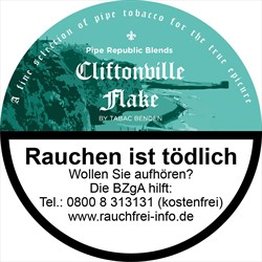 A fine selection of pipe tobacco for the true epicure
Pipe Republic Blends
Cliftonville
Flake
BY TABAC BENDEN
Rauchen ist tödlich
Wollen Sie aufhören?
Die BZgA hilft:
Tel.: 0800 8 313131 (kostenfrei)
www.rauchfrei-info.de